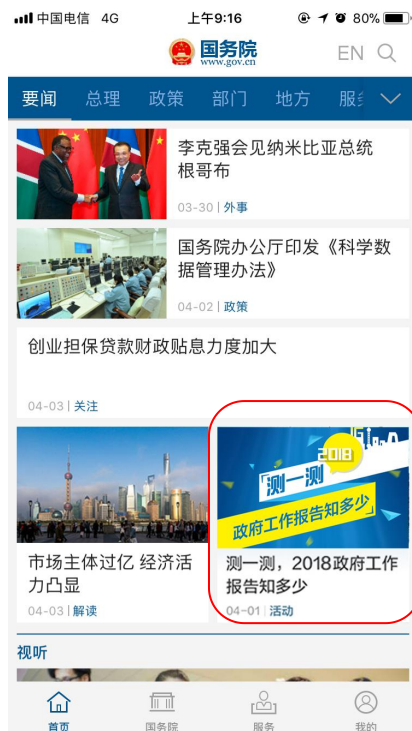 中国电信 4G 上午9:16 80%
国务院
www.gov.cn
EN
要闻 总理 政策 部门 地方
李克强会见纳米比亚总统
根哥布
03-30 | 外事
国务院办公厅印发《科学数
据管理办法》
04-02 | 政策
创业担保贷款财政贴息力度加大
04-03 | 关注
市场主体过亿 经济活
力凸显
04-03 | 解读
2018
测一测
政府工作报告知多少
测一测，2018政府工作
报告知多少
04-01 | 活动
视听
首页 国务院 服务 我的